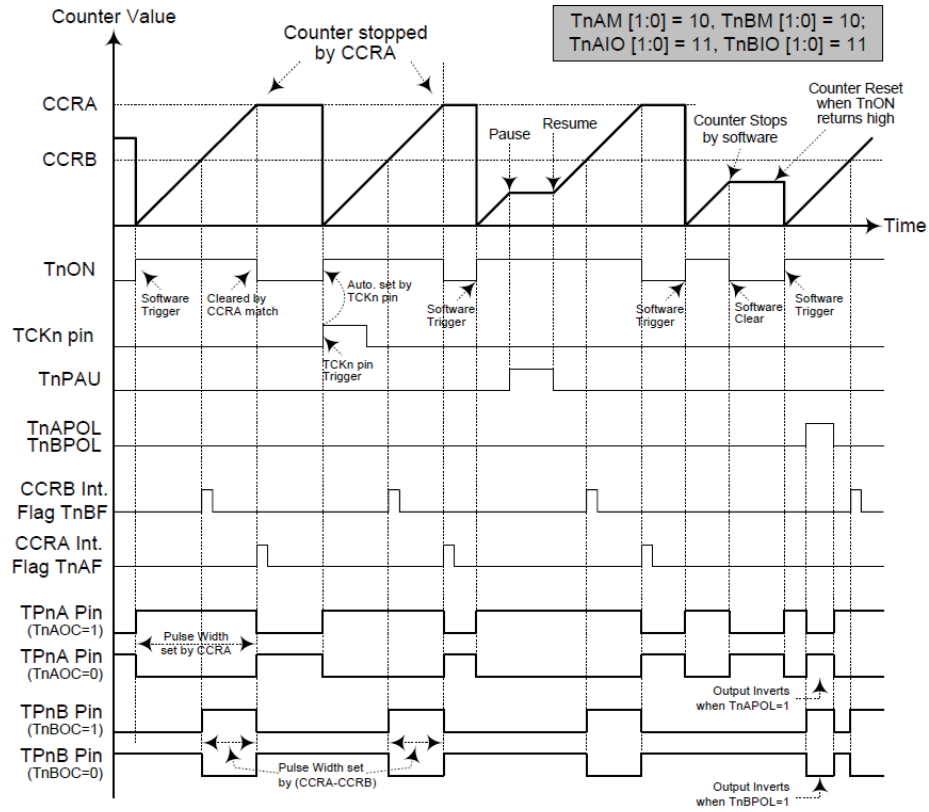 Counter Value
TnAM [1:0] = 10, TnBM [1:0] = 10;
TnAIO [1:0] = 11, TnBIO [1:0] = 11
Counter stopped
by CCRA
Counter Reset
when TnON
returns high
CCRA
Pause
Resume
Counter Stops
by software
CCRB
Time
TnON
Software
Trigger
Cleared by
CCRA match
Auto. set by
TCKn pin
Software
Trigger
Software
Trigger
Software
Clear
Software
Trigger
TCKn pin
TCKn pin
Trigger
TnPAU
TnAPOL
TnBPOL
CCRB Int.
Flag TnBF
CCRA Int.
Flag TnAF
TPnA Pin
(TnAOC=1)
Pulse Width
set by CCRA
TPnA Pin
(TnAOC=0)
Output Inverts
when TnAPOL=1
TPnB Pin
(TnBOC=1)
TPnB Pin
(TnBOC=0)
Pulse Width set
by (CCRA-CCRB)
Output Inverts
when TnBPOL=1